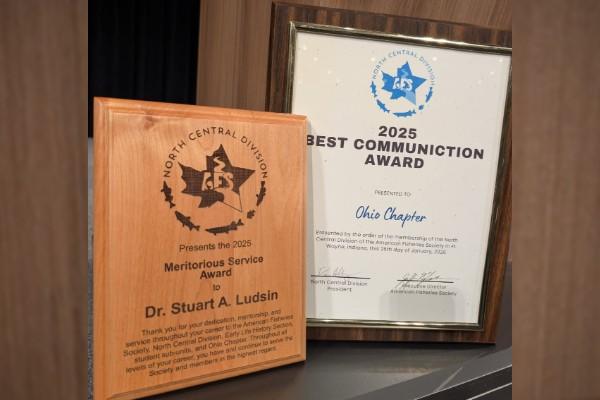 NORTH CENTRAL DIVISION
AFS
Presents the 2025
Meritorious Service
Award
to
Dr. Stuart A. Ludsin
Thank you for your dedication, mentorship, and
service throughout your career to the American Fisheries
Society, North Central Division, Early Life History Section,
student sub-units, and Ohio Chapter. Throughout all
levels of your career, you have and continue to serve the
Society and members in the highest regard.
NORTH CENTRAL DIVISION
AFS
2025
BEST COMMUNICTION
AWARD
PRESENTED TO
Ohio Chapter
Presented by the order of the membership of the North
Central Division of the American Fisheries Society in Ft.
Wayne, Indiana, this 26th day of January, 2026
North Central Division
President
Executive Director
American Fisheries Society